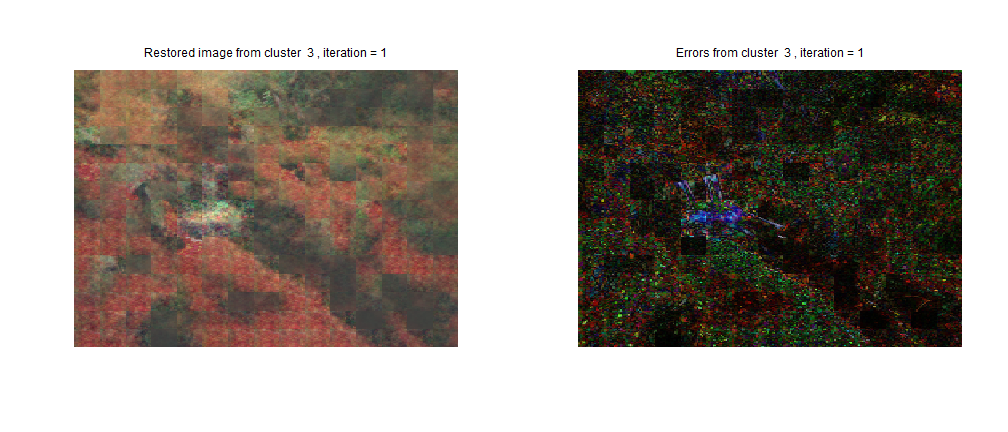 Restored image from cluster  3 , iteration = 1
Errors from cluster  3 , iteration = 1